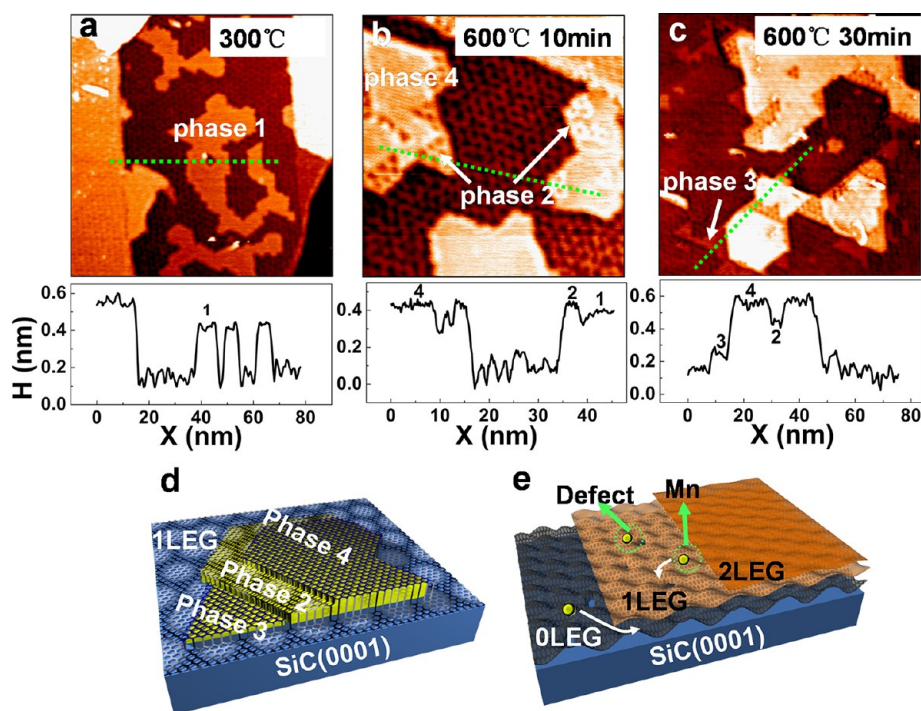 a
300℃
phase 1
b
600℃ 10min
phase 4
phase 2
c
600℃ 30min
phase 3
H (nm)
0.6
0.4
0.2
0.0
1
0 20 40 60 80
X (nm)
0.4
0.2
0.0
4
2
1
0 10 20 30 40
X (nm)
0.6
0.4
0.2
0.0
3
4
2
0 20 40 60 80
X (nm)
d
1LEG
Phase 4
Phase 2
Phase 3
SiC(0001)
e
Defect
Mn
2LEG
1LEG
0LEG
SiC(0001)